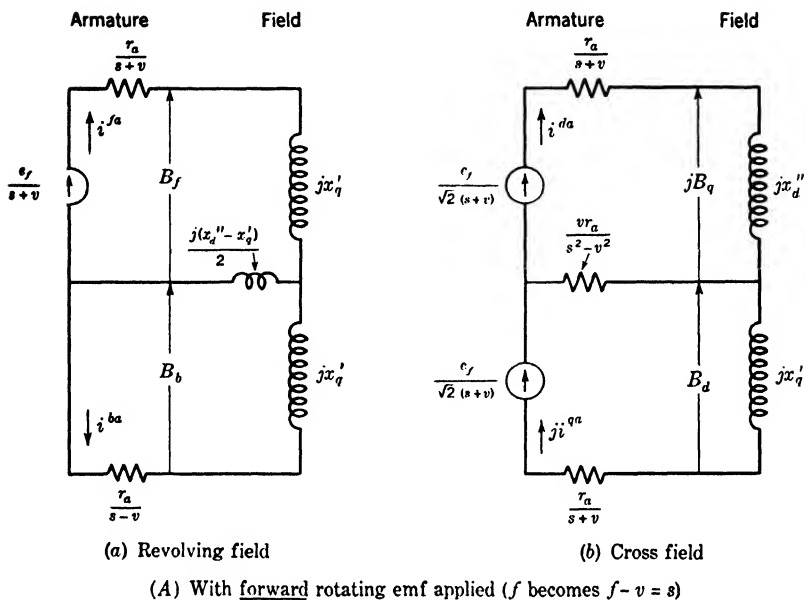 Armature Field Armature Field
r_a / s + v
r_a / s + v
i^{fa}
e_f / s + v
B_f
jx_q'
j(x_d'' − x_q') / 2
B_b
jx_q'
i^{ba}
r_a / s − v
i^{da}
e_f / √2 (s + v)
jB_q
jx_d''
vr_a / s² − v²
e_f / √2 (s + v)
B_d
jx_q'
ji^{qa}
r_a / s + v
(a) Revolving field (b) Cross field
(A) With forward rotating emf applied (f becomes f − v = s)